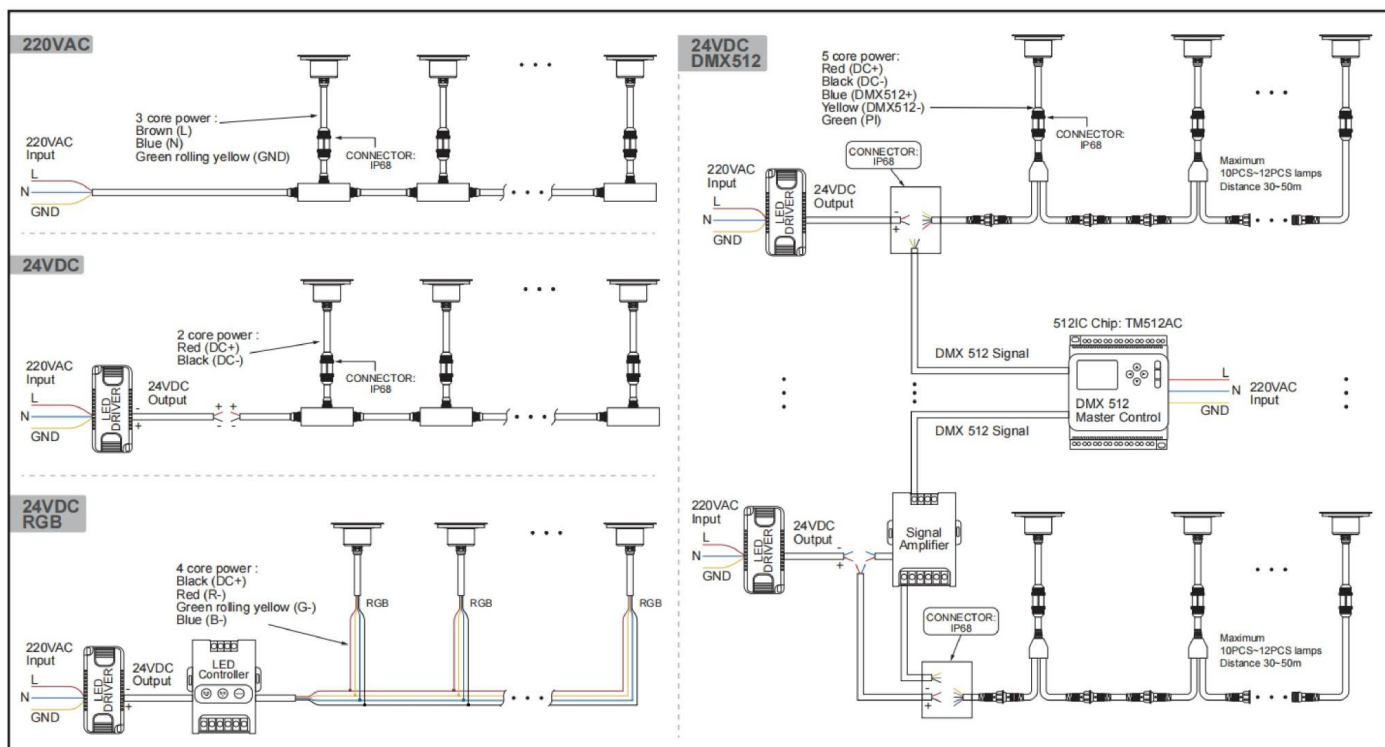 220VAC
3 core power :
Brown (L)
Blue (N)
Green rolling yellow (GND)
220VAC
Input
L
N
GND
CONNECTOR:
IP68
24VDC
2 core power :
Red (DC+)
Black (DC-)
220VAC
Input
L
N
GND
LED
DRIVER
24VDC
Output
-
+
+ +
- -
CONNECTOR:
IP68
24VDC
RGB
4 core power :
Black (DC+)
Red (R-)
Green rolling yellow (G-)
Blue (B-)
RGB
RGB
RGB
220VAC
Input
L
N
GND
LED
DRIVER
24VDC
Output
-
+
LED
Controller
24VDC
DMX512
5 core power :
Red (DC+)
Black (DC-)
Blue (DMX512+)
Yellow (DMX512-)
Green (PI)
CONNECTOR:
IP68
CONNECTOR:
IP68
Maximum
10PCS~12PCS lamps
Distance 30~50m
220VAC
Input
L
N
GND
LED
DRIVER
24VDC
Output
-
+
512IC Chip: TM512AC
DMX 512 Signal
DMX 512
Master Control
L
N
GND
220VAC
Input
DMX 512 Signal
220VAC
Input
L
N
GND
LED
DRIVER
24VDC
Output
-
+
Signal
Amplifier
CONNECTOR:
IP68
-
+
Maximum
10PCS~12PCS lamps
Distance 30~50m